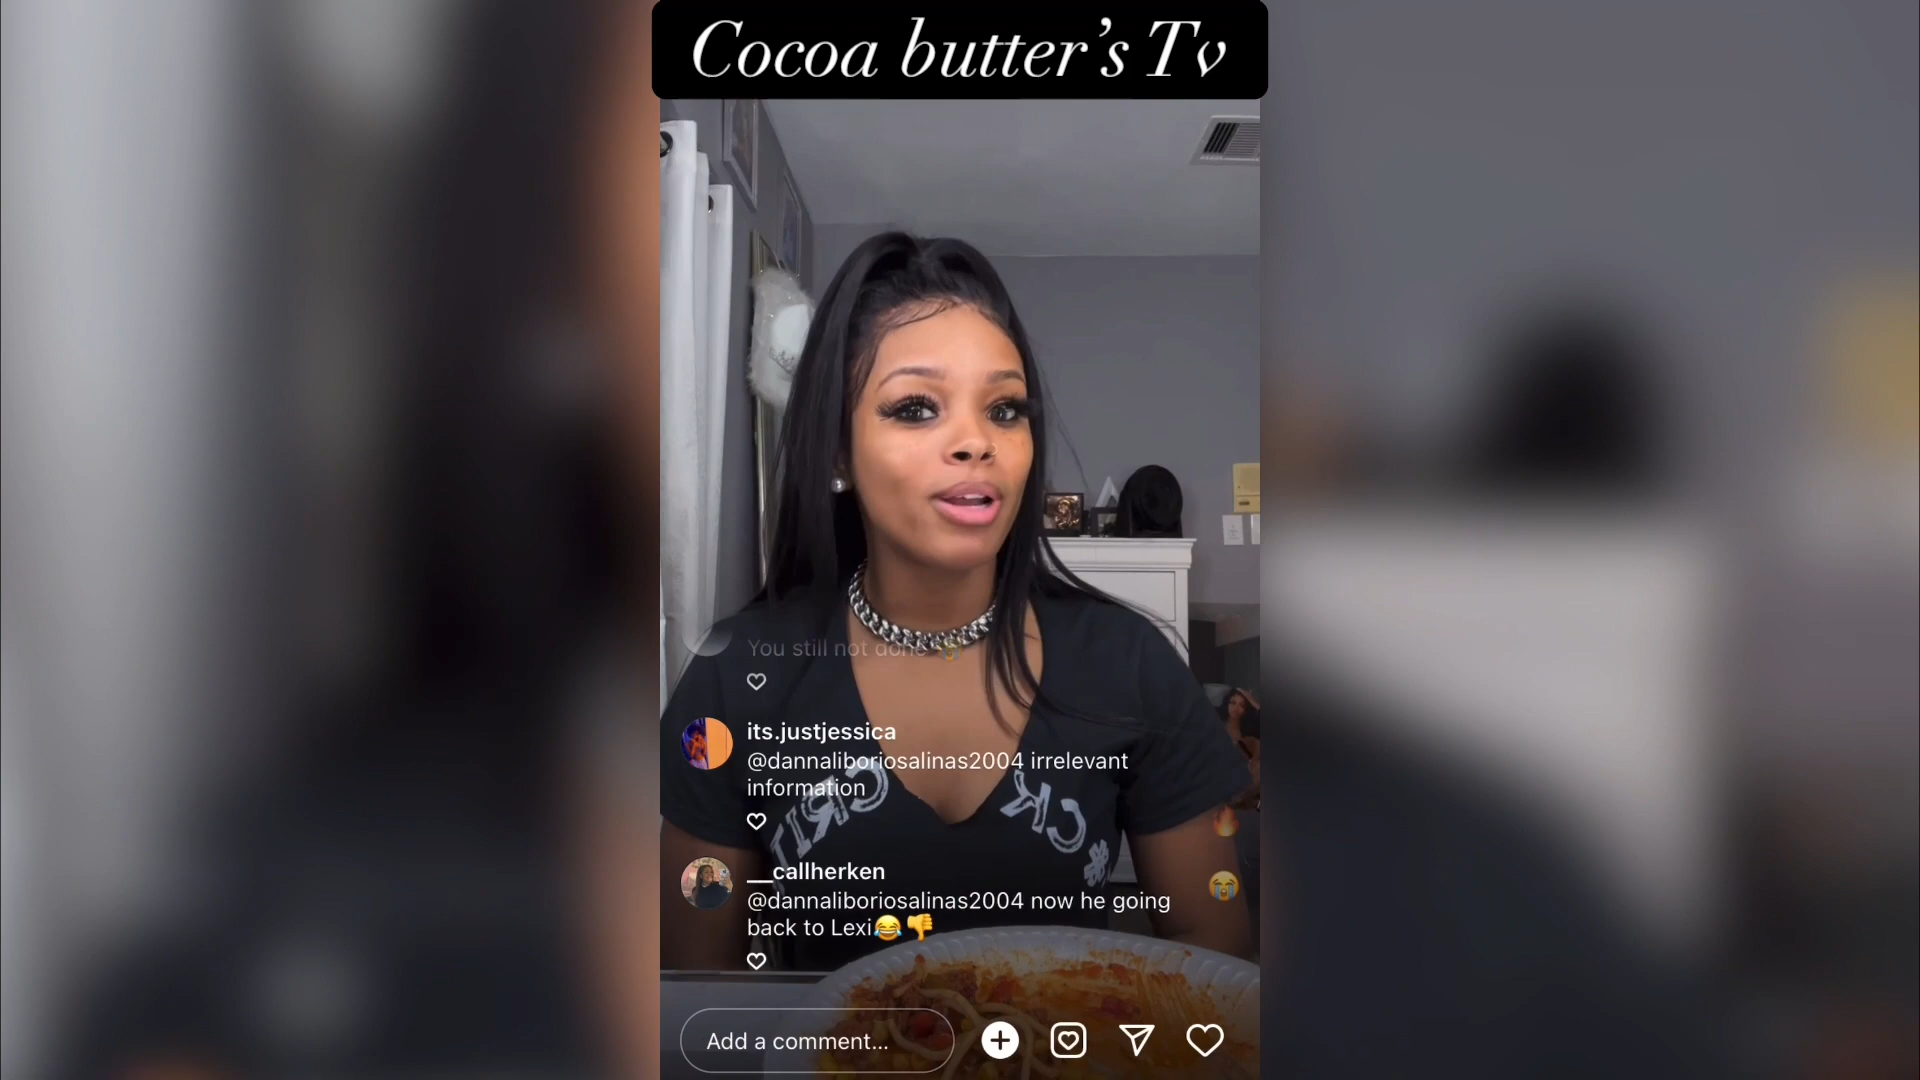 Cocoa butter’s Tv
You still not done 😭
its.justjessica
@dannaliboriosalinas2004 irrelevant
information
__callherken
@dannaliboriosalinas2004 now he going
back to Lexi😂👎
Add a comment...